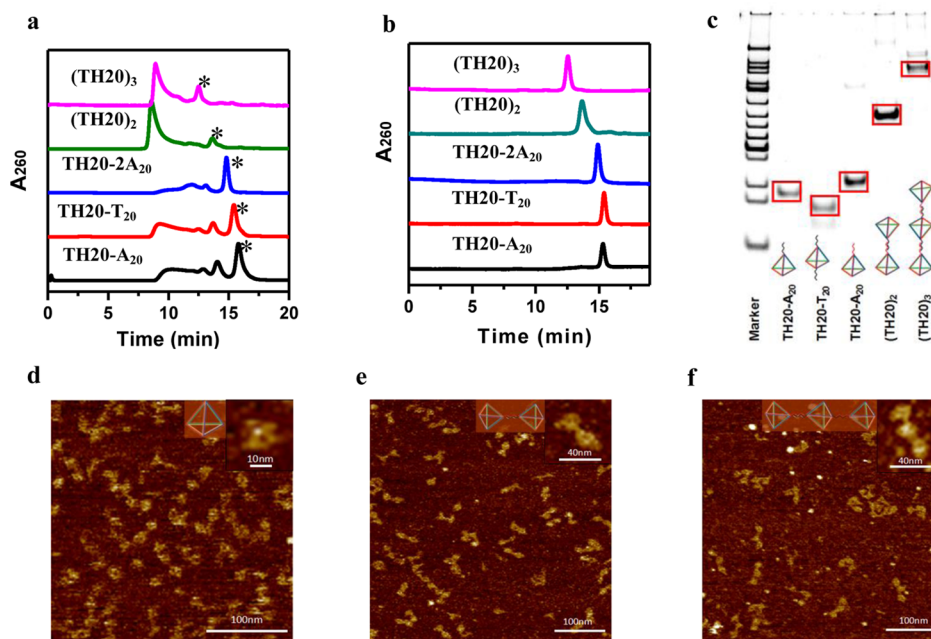 a
(TH20)₃
*
(TH20)₂
*
TH20-2A₂₀
*
TH20-T₂₀
*
TH20-A₂₀
*
A₂₆₀
0 5 10 15 20
Time (min)
b
(TH20)₃
(TH20)₂
TH20-2A₂₀
TH20-T₂₀
TH20-A₂₀
A₂₆₀
0 5 10 15
Time (min)
c
Marker
TH20-A₂₀
TH20-T₂₀
TH20-A₂₀
(TH20)₂
(TH20)₃
d
10nm
100nm
e
40nm
100nm
f
40nm
100nm